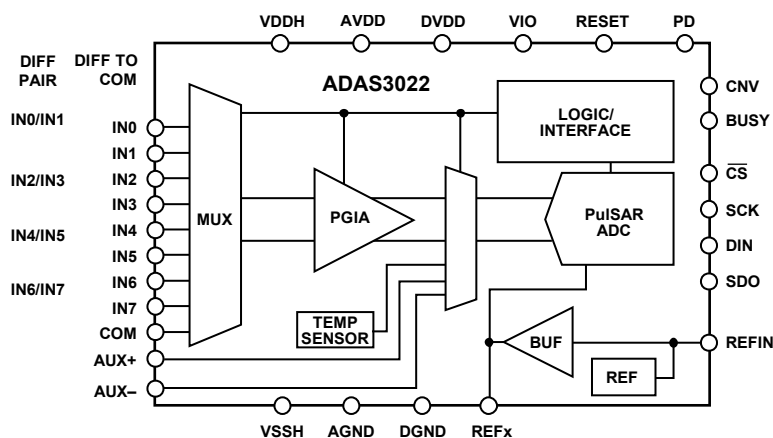 VDDH AVDD DVDD VIO RESET PD
DIFF PAIR
DIFF TO COM
ADAS3022
IN0/IN1
IN2/IN3
IN4/IN5
IN6/IN7
IN0
IN1
IN2
IN3
IN4
IN5
IN6
IN7
COM
AUX+
AUX–
MUX
PGIA
TEMP
SENSOR
LOGIC/
INTERFACE
PulSAR
ADC
BUF
REF
CNV
BUSY
CS
SCK
DIN
SDO
REFIN
VSSH AGND DGND REFx